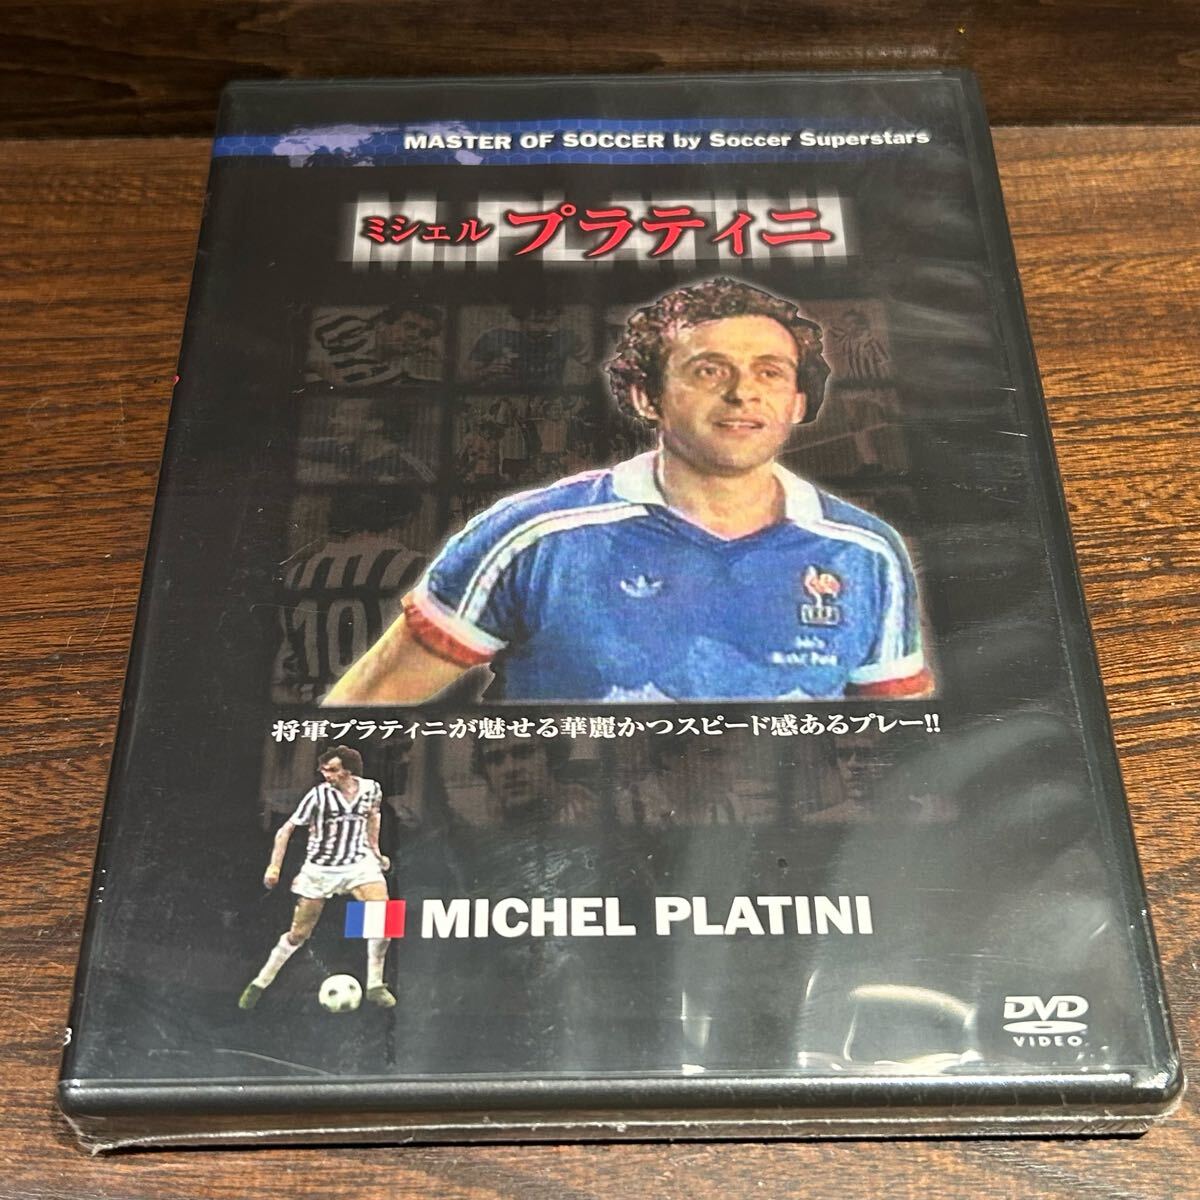 MASTER OF SOCCER by Soccer Superstars
ミシェル プラティニ
10
将軍プラティニが魅せる華麗かつスピード感あるプレー!!
MICHEL PLATINI
DVD
VIDEO